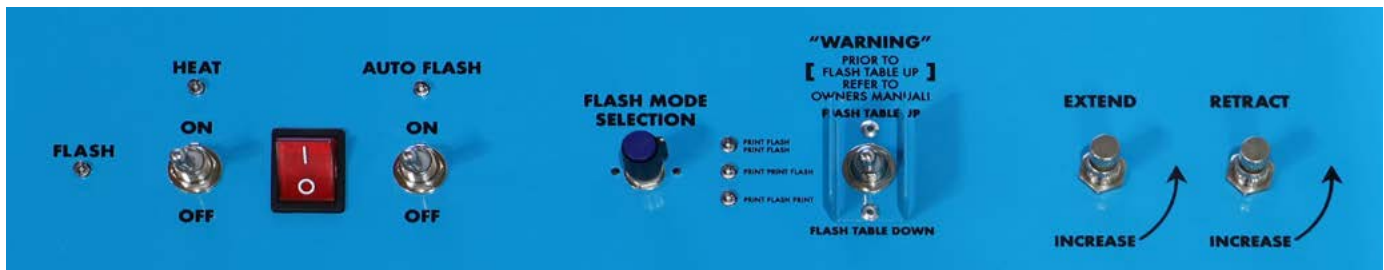 FLASH
HEAT
ON
OFF
I
O
AUTO FLASH
ON
OFF
FLASH MODE
SELECTION
PRINT FLASH
PRINT FLASH
PRINT PRINT FLASH
PRINT FLASH PRINT
"WARNING"
PRIOR TO
[ FLASH TABLE UP ]
REFER TO
OWNERS MANUAL!
FLASH TABLE UP
FLASH TABLE DOWN
EXTEND
INCREASE
RETRACT
INCREASE